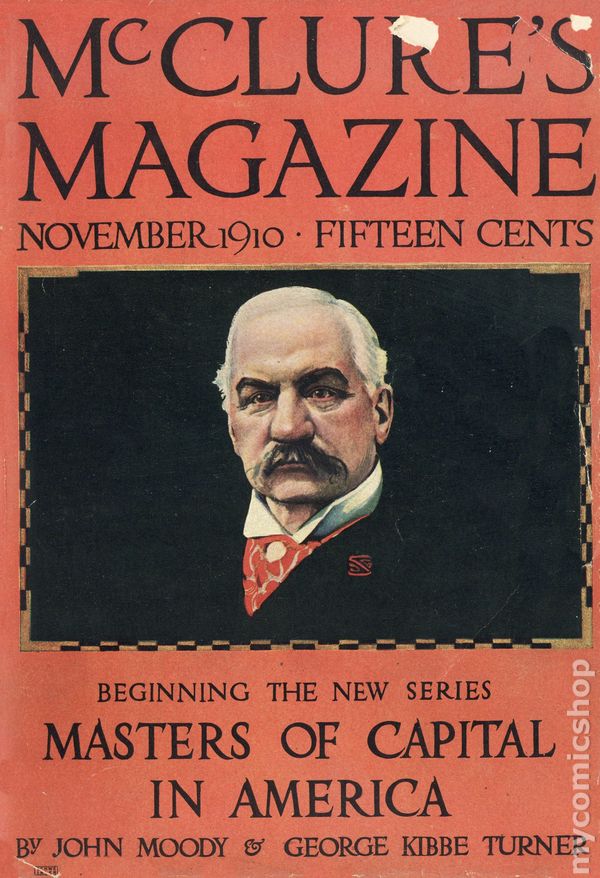 McCLURE'S
MAGAZINE
NOVEMBER 1910 · FIFTEEN CENTS
BEGINNING THE NEW SERIES
MASTERS OF CAPITAL
IN AMERICA
By JOHN MOODY & GEORGE KIBBE TURNER
mycomicshop